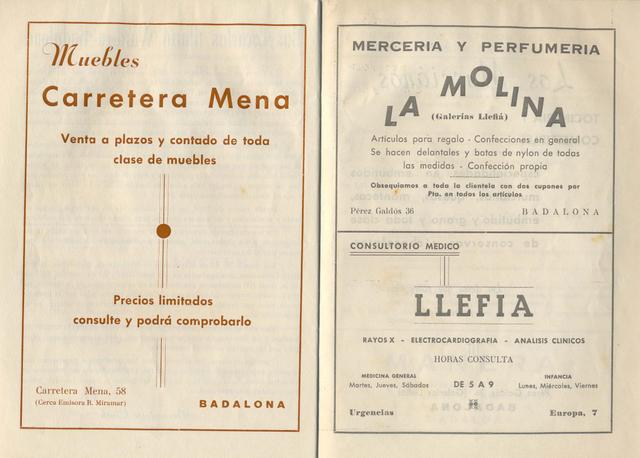 Muebles
Carretera Mena
Venta a plazos y contado de toda
clase de muebles
Precios limitados
consulte y podrá comprobarlo
Carretera Mena, 58
(Cerca Emisora R. Miramar)
BADALONA
MERCERIA Y PERFUMERIA
LA MOLINA
(Galerías Llefiá)
Artículos para regalo - Confecciones en general
Se hacen delantales y batas de nylon de todas
las medidas - Confección propia
Obsequiamos a toda la clientela con dos cupones por
Pta. en todos los artículos
Pérez Galdós 36 BADALONA
CONSULTORIO MEDICO
LLEFIA
RAYOS X - ELECTROCARDIOGRAFIA - ANALISIS CLINICOS
HORAS CONSULTA
MEDICINA GENERAL INFANCIA
Martes, Jueves, Sábados DE 5 A 9 Lunes, Miércoles, Viernes
Urgencias Europa, 7